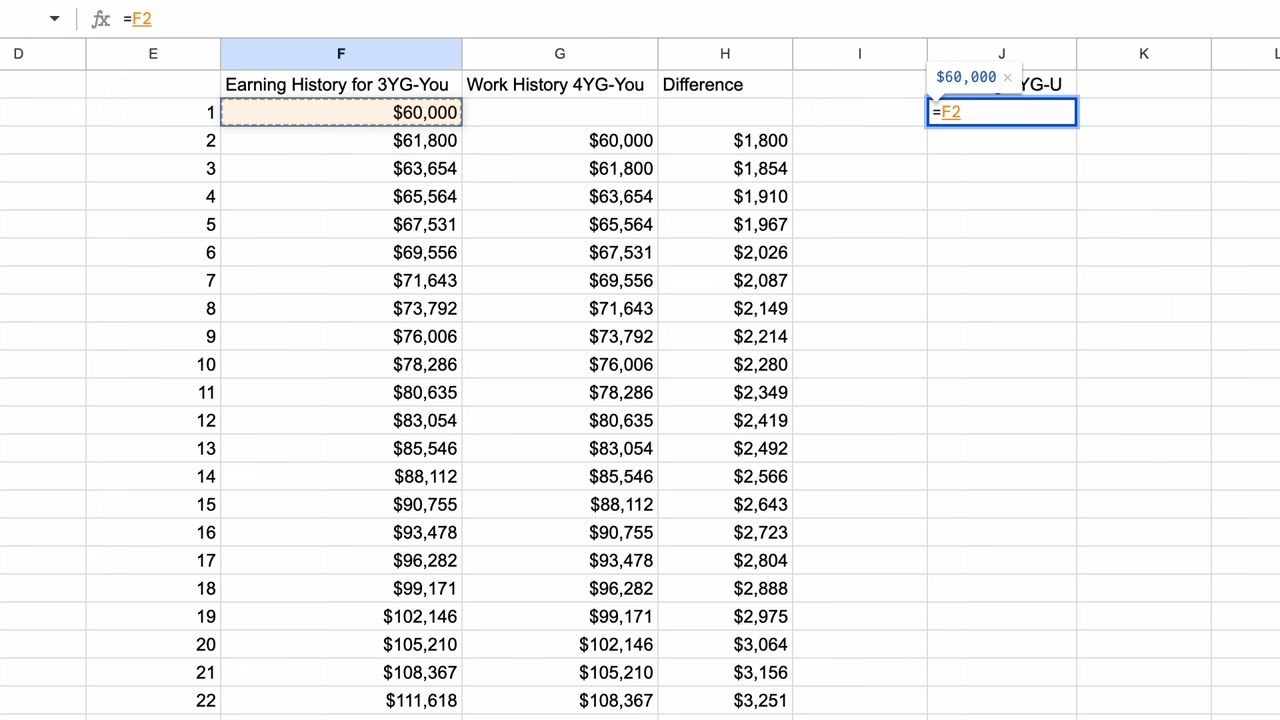 fx =F2
D E F G H I J K L
Earning History for 3YG-You Work History 4YG-You Difference YG-U
$60,000 ×
1 $60,000 =F2
2 $61,800 $60,000 $1,800
3 $63,654 $61,800 $1,854
4 $65,564 $63,654 $1,910
5 $67,531 $65,564 $1,967
6 $69,556 $67,531 $2,026
7 $71,643 $69,556 $2,087
8 $73,792 $71,643 $2,149
9 $76,006 $73,792 $2,214
10 $78,286 $76,006 $2,280
11 $80,635 $78,286 $2,349
12 $83,054 $80,635 $2,419
13 $85,546 $83,054 $2,492
14 $88,112 $85,546 $2,566
15 $90,755 $88,112 $2,643
16 $93,478 $90,755 $2,723
17 $96,282 $93,478 $2,804
18 $99,171 $96,282 $2,888
19 $102,146 $99,171 $2,975
20 $105,210 $102,146 $3,064
21 $108,367 $105,210 $3,156
22 $111,618 $108,367 $3,251